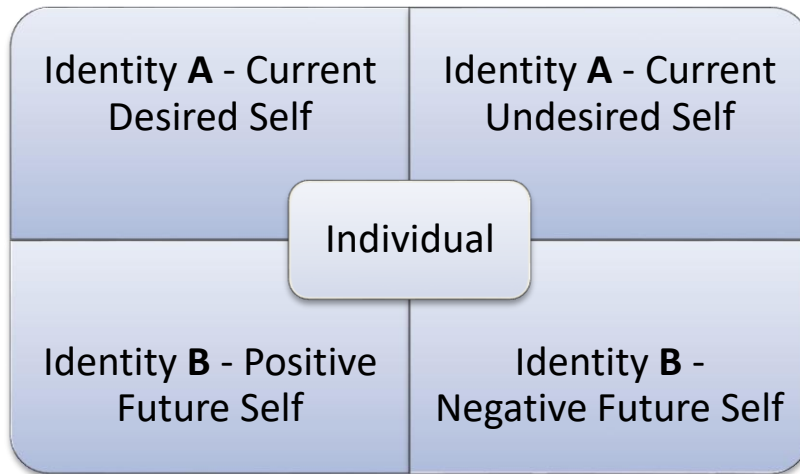 Identity A - Current
Desired Self
Identity A - Current
Undesired Self
Individual
Identity B - Positive
Future Self
Identity B -
Negative Future Self